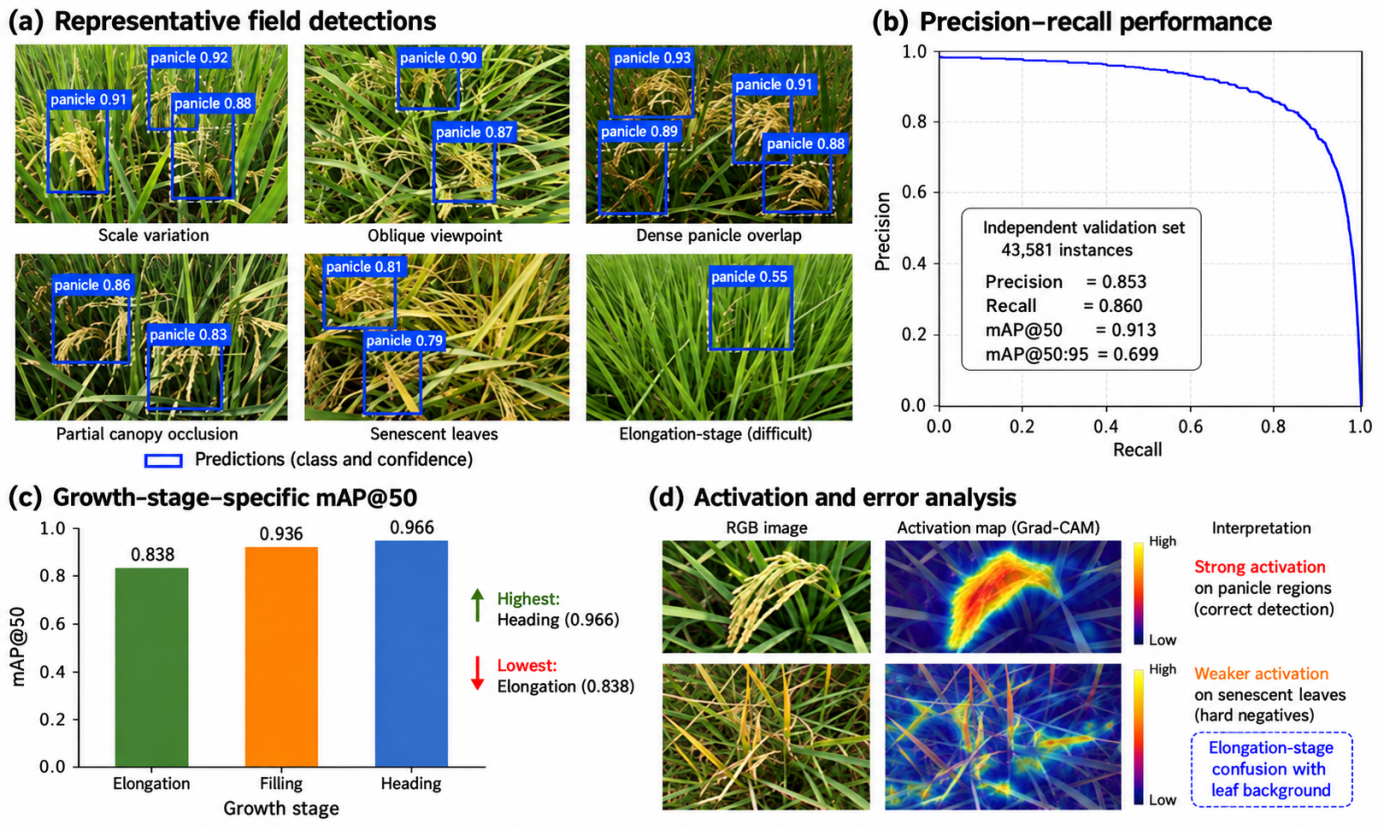 (a) Representative field detections
panicle 0.92
panicle 0.91
panicle 0.88
Scale variation
panicle 0.90
panicle 0.87
Oblique viewpoint
panicle 0.93
panicle 0.91
panicle 0.89
panicle 0.88
Dense panicle overlap
panicle 0.86
panicle 0.83
Partial canopy occlusion
panicle 0.81
panicle 0.79
Senescent leaves
panicle 0.55
Elongation-stage (difficult)
Predictions (class and confidence)
(b) Precision–recall performance
Precision
1.0
0.8
0.6
0.4
0.2
0.0
Independent validation set
43,581 instances
Precision = 0.853
Recall = 0.860
mAP@50 = 0.913
mAP@50:95 = 0.699
0.0 0.2 0.4 0.6 0.8 1.0
Recall
(c) Growth–stage–specific mAP@50
mAP@50
1.0
0.8
0.6
0.4
0.2
0.0
0.838
0.936
0.966
Elongation Filling Heading
Growth stage
Highest:
Heading (0.966)
Lowest:
Elongation (0.838)
(d) Activation and error analysis
RGB image Activation map (Grad-CAM) Interpretation
High
Low
Strong activation
on panicle regions
(correct detection)
High
Low
Weaker activation
on senescent leaves
(hard negatives)
Elongation-stage
confusion with
leaf background